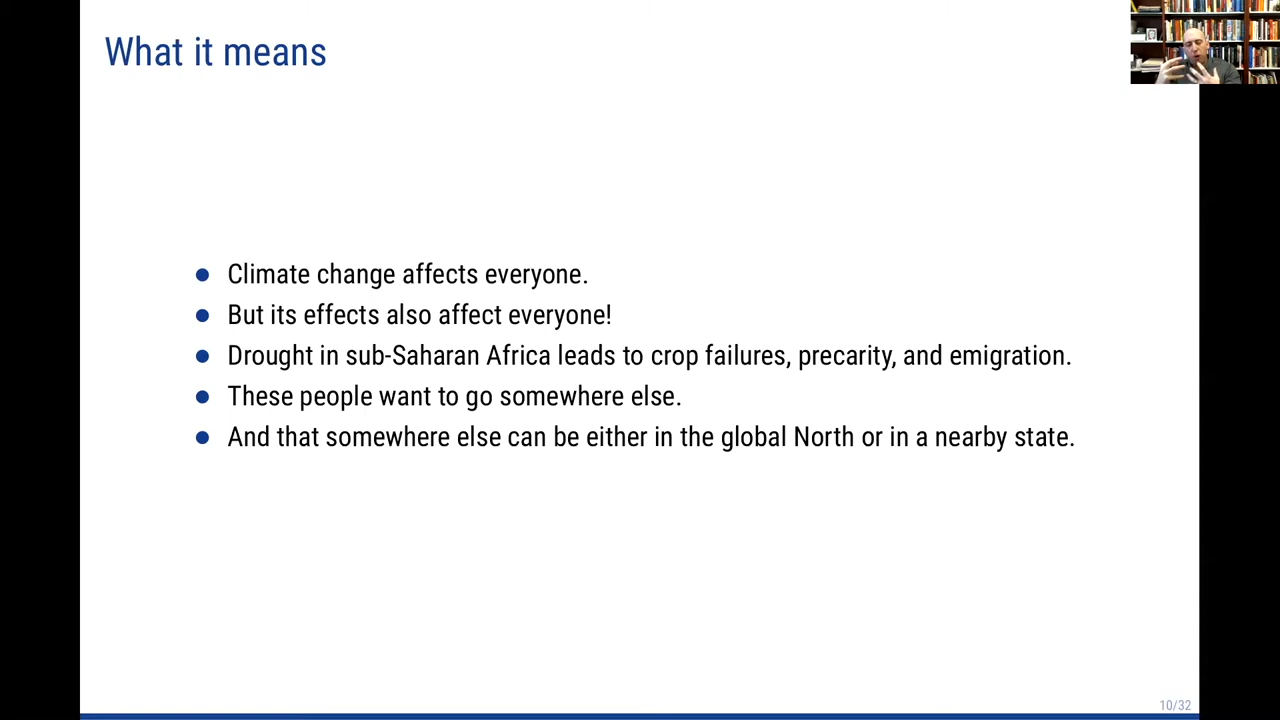 What it means
Climate change affects everyone.
But its effects also affect everyone!
Drought in sub-Saharan Africa leads to crop failures, precarity, and emigration.
These people want to go somewhere else.
And that somewhere else can be either in the global North or in a nearby state.
10/32